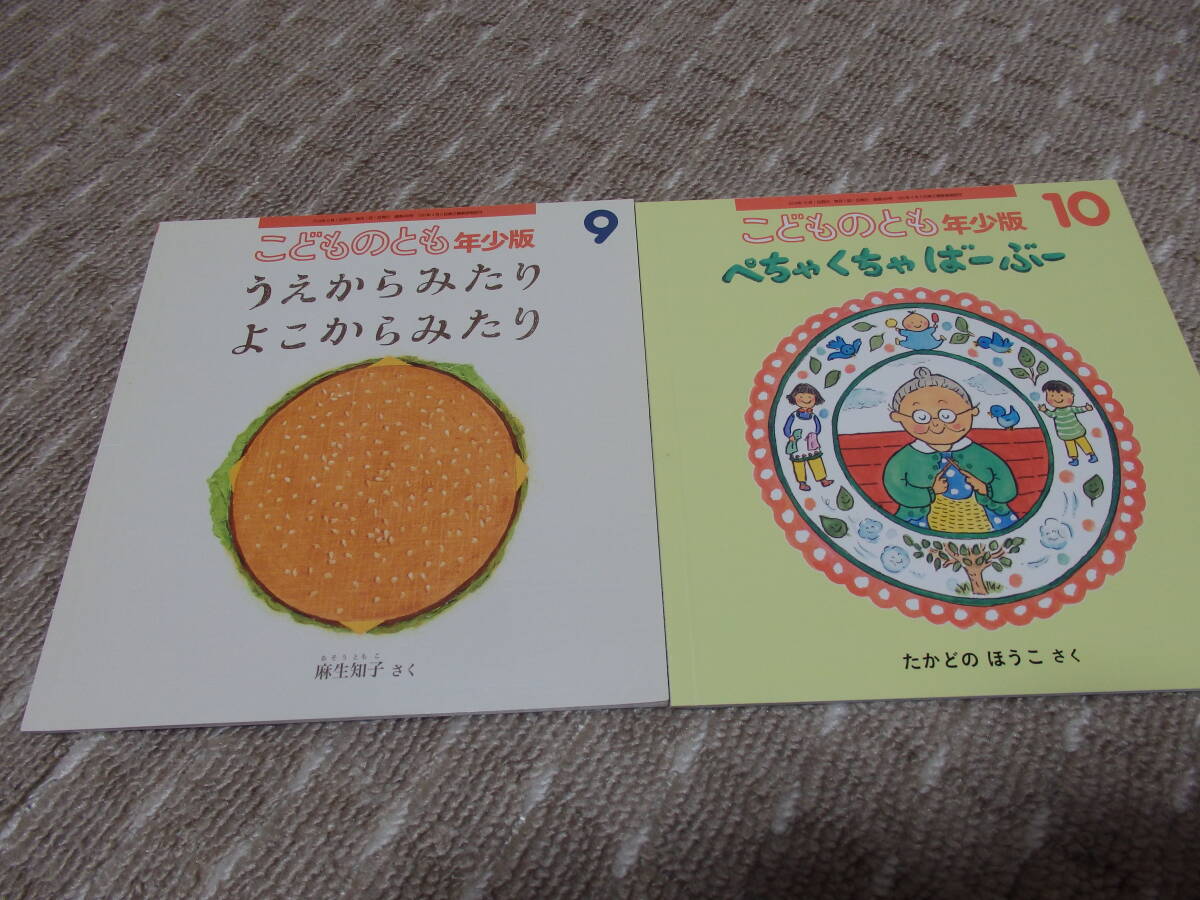 こどものとも 年少版
9
うえからみたり
よこからみたり
あそうともこ
麻生知子 さく
こどものとも 年少版
10
ぺちゃくちゃ ばーぶー
たかどの ほうこ さく